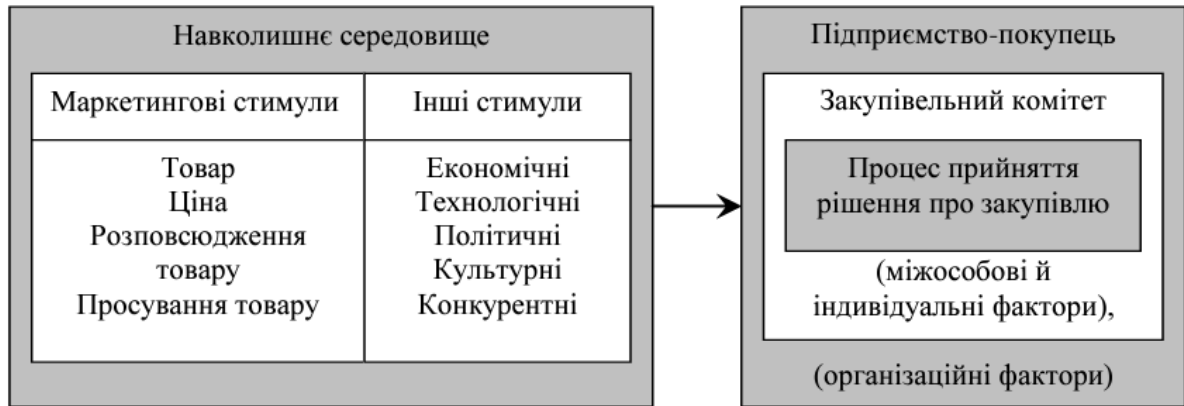 Навколишнє середовище
Маркетингові стимули
Товар
Ціна
Розповсюдження
товару
Просування товару
Інші стимули
Економічні
Технологічні
Політичні
Культурні
Конкурентні
Підприємство-покупець
Закупівельний комітет
Процес прийняття
рішення про закупівлю
(міжособові й
індивідуальні фактори),
(організаційні фактори)